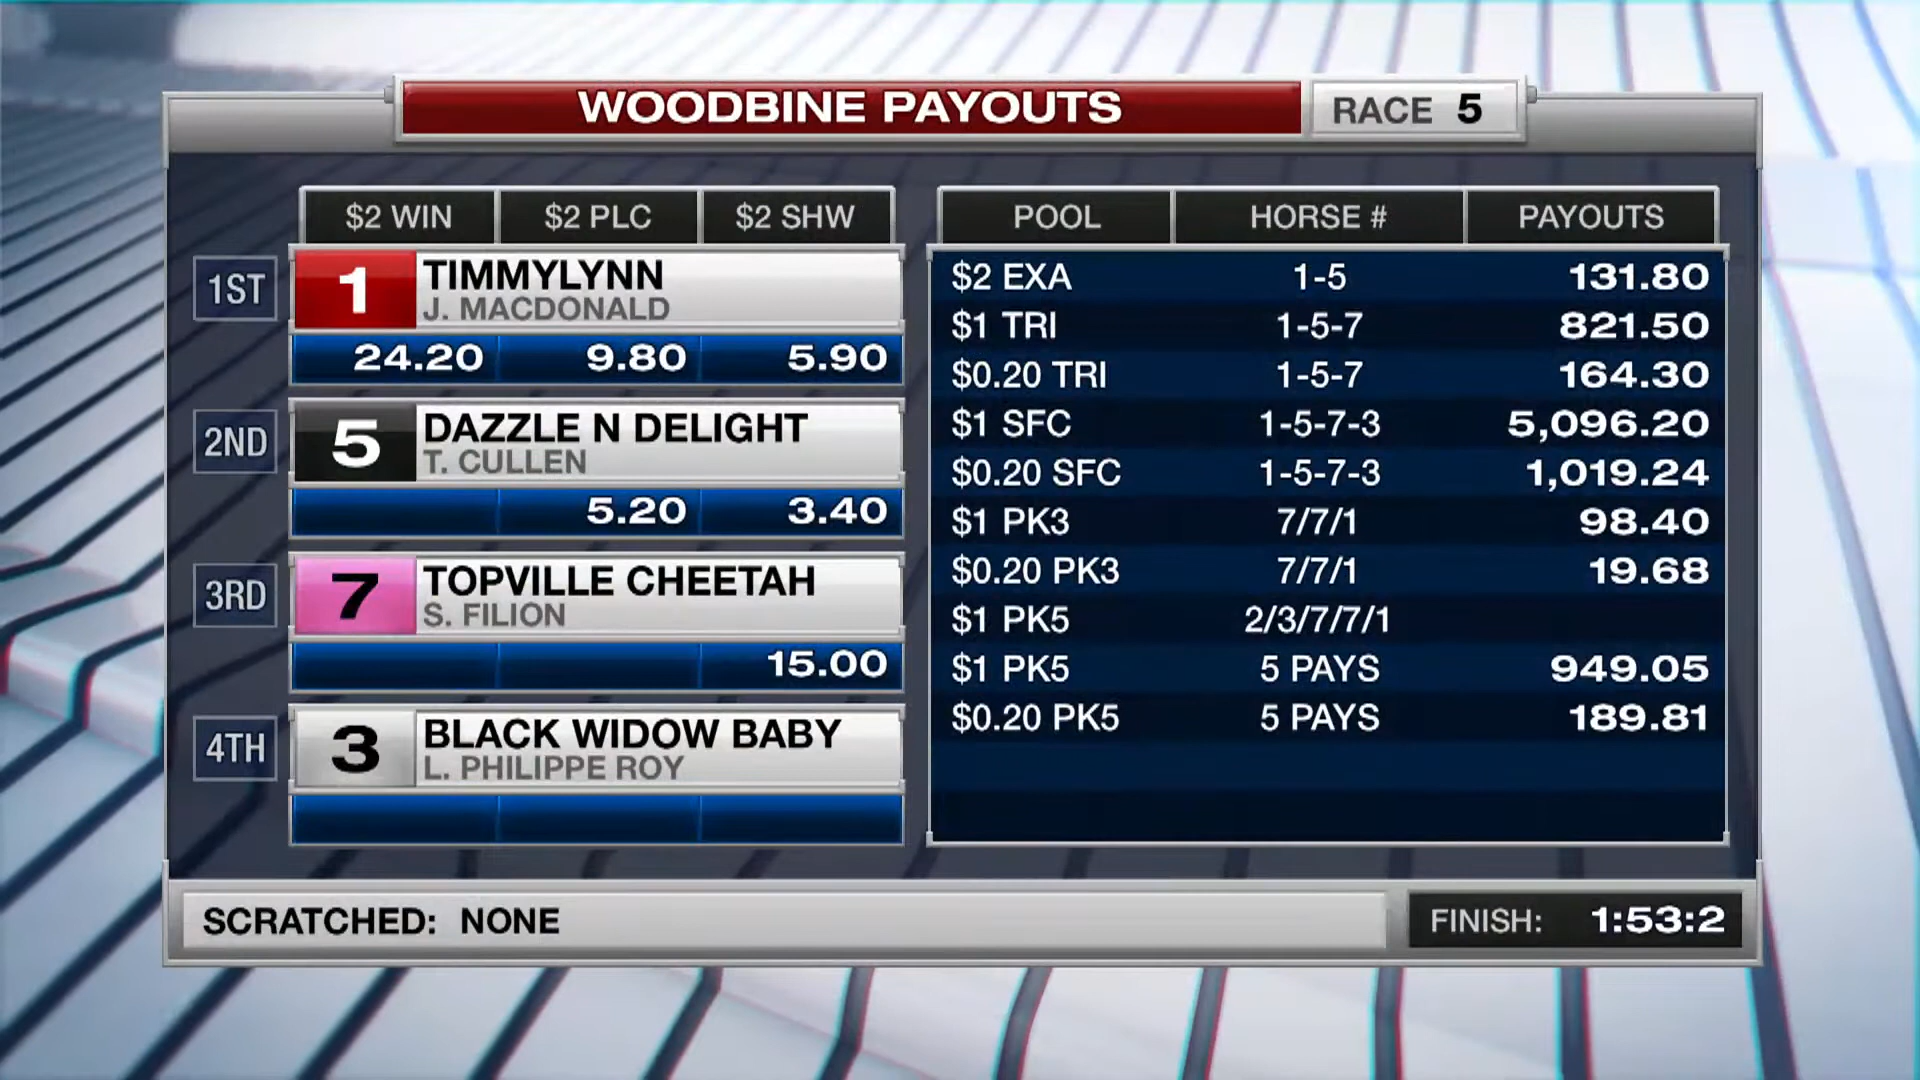 WOODBINE PAYOUTS
RACE 5
$2 WIN $2 PLC $2 SHW
1ST 1 TIMMYLYNN
J. MACDONALD
24.20 9.80 5.90
2ND 5 DAZZLE N DELIGHT
T. CULLEN
5.20 3.40
3RD 7 TOPVILLE CHEETAH
S. FILION
15.00
4TH 3 BLACK WIDOW BABY
L. PHILIPPE ROY
POOL HORSE # PAYOUTS
$2 EXA 1-5 131.80
$1 TRI 1-5-7 821.50
$0.20 TRI 1-5-7 164.30
$1 SFC 1-5-7-3 5,096.20
$0.20 SFC 1-5-7-3 1,019.24
$1 PK3 7/7/1 98.40
$0.20 PK3 7/7/1 19.68
$1 PK5 2/3/7/7/1
$1 PK5 5 PAYS 949.05
$0.20 PK5 5 PAYS 189.81
SCRATCHED: NONE
FINISH: 1:53:2